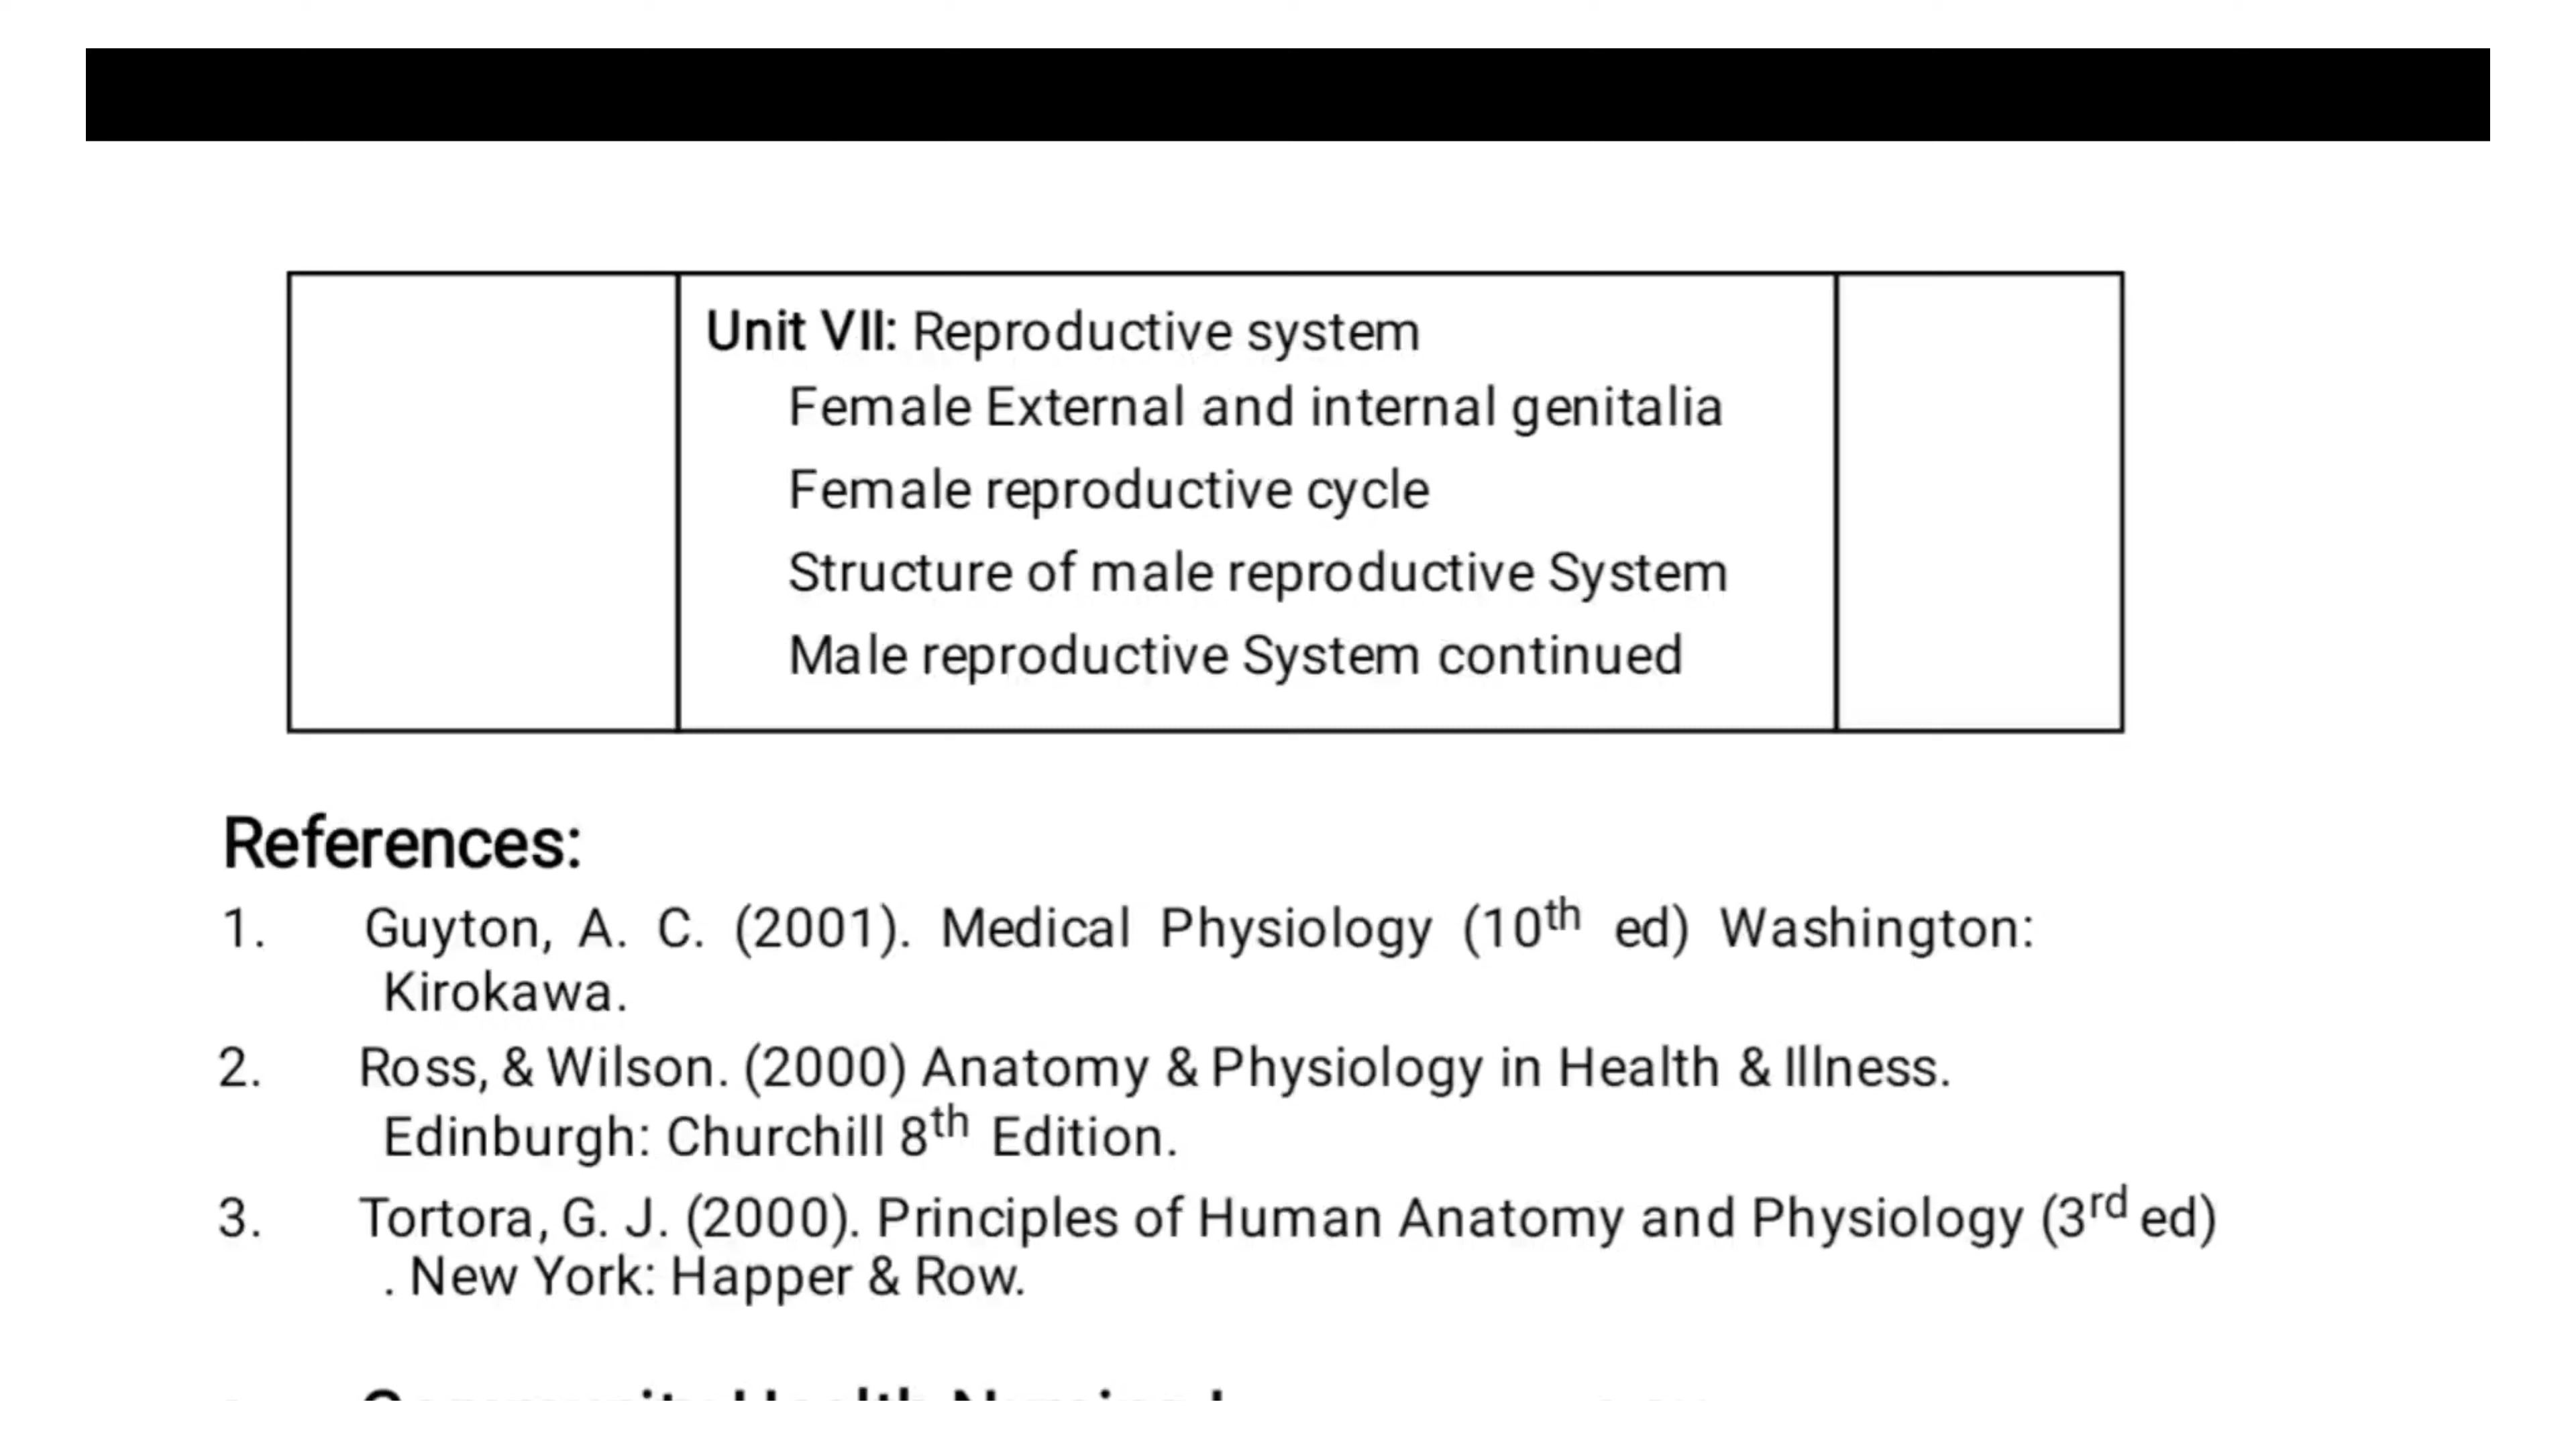 Unit VII: Reproductive system
Female External and internal genitalia
Female reproductive cycle
Structure of male reproductive System
Male reproductive System continued
References:
1. Guyton, A. C. (2001). Medical Physiology (10th ed) Washington:
Kirokawa.
2. Ross, & Wilson. (2000) Anatomy & Physiology in Health & Illness.
Edinburgh: Churchill 8th Edition.
3. Tortora, G. J. (2000). Principles of Human Anatomy and Physiology (3rd ed)
. New York: Happer & Row.
Community Health Nursing I